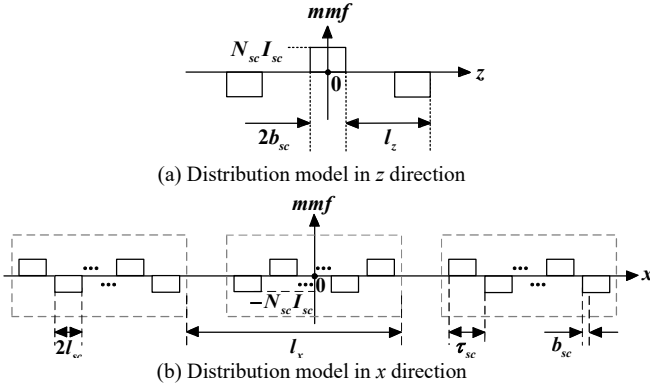 mmf
N_sc I_sc
z
0
2b_sc l_z
(a) Distribution model in z direction
mmf
... ... ...
x
... ... 0 ...
-N_sc I_sc
2l_sc l_x τ_sc b_sc
(b) Distribution model in x direction